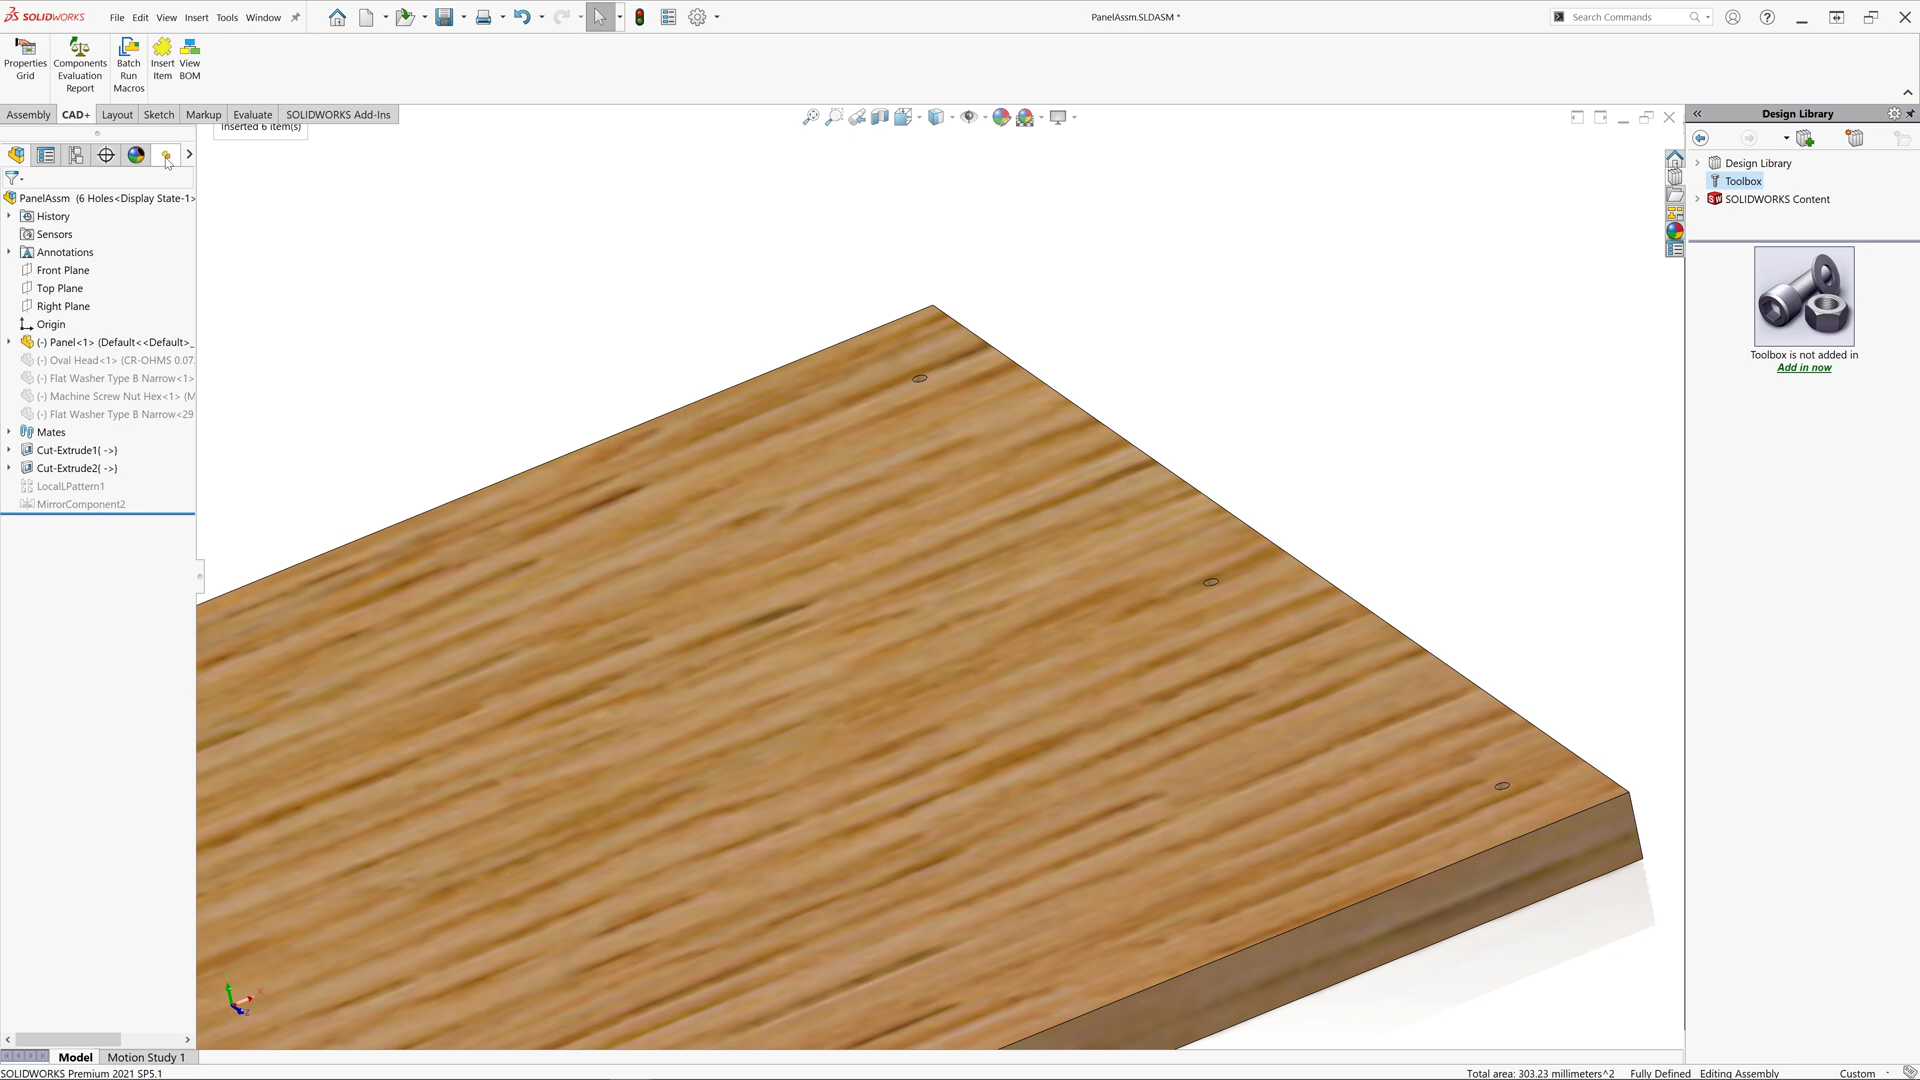 SOLIDWORKS File Edit View Insert Tools Window PanelAssm.SLDASM * Search Commands
Properties Grid
Components Evaluation Report
Batch Run Macros
Insert Item
View BOM
Assembly CAD+ Layout Sketch Markup Evaluate SOLIDWORKS Add-Ins
Inserted 6 item(s)
PanelAssm (6 Holes<Display State-1>
History
Sensors
Annotations
Front Plane
Top Plane
Right Plane
Origin
(-) Panel<1> (Default<<Default>_
(-) Oval Head<1> (CR-OHMS 0.07
(-) Flat Washer Type B Narrow<1>
(-) Machine Screw Nut Hex<1> (M
(-) Flat Washer Type B Narrow<29
Mates
Cut-Extrude1{ ->}
Cut-Extrude2{ ->}
LocalLPattern1
MirrorComponent2
Design Library
Design Library
Toolbox
SOLIDWORKS Content
Toolbox is not added in
Add in now
Model Motion Study 1
SOLIDWORKS Premium 2021 SP5.1 Total area: 303.23 millimeters^2 Fully Defined Editing Assembly Custom